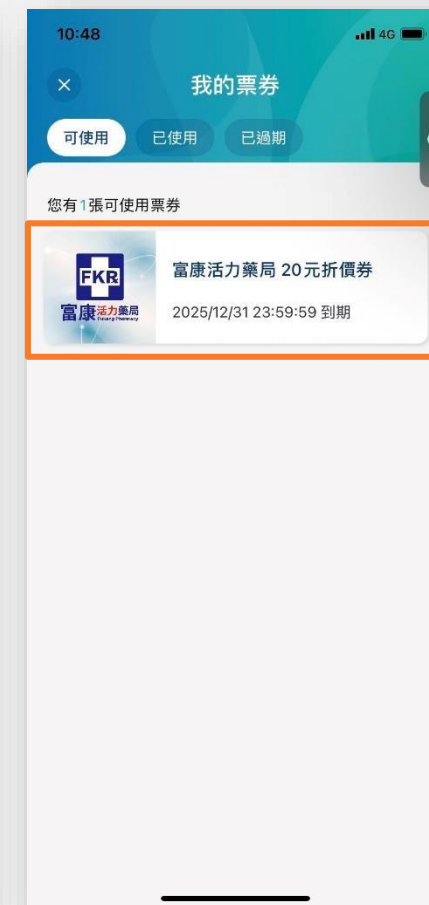 10:48
4G
我的票券
可使用
已使用
已過期
您有1張可使用票券
FKR
富康活力藥局
富康活力藥局 20元折價券
2025/12/31 23:59:59 到期